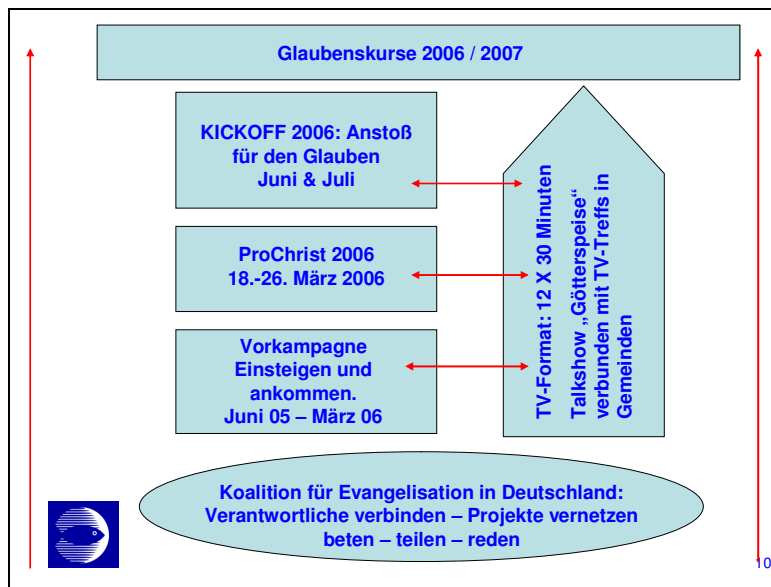 Glaubenskurse 2006 / 2007
KICKOFF 2006: Anstoß
für den Glauben
Juni & Juli
ProChrist 2006
18.-26. März 2006
Vorkampagne
Einsteigen und
ankommen.
Juni 05 – März 06
TV-Format: 12 X 30 Minuten
Talkshow „Götterspeise“
verbunden mit TV-Treffs in
Gemeinden
Koalition für Evangelisation in Deutschland:
Verantwortliche verbinden – Projekte vernetzen
beten – teilen – reden
10